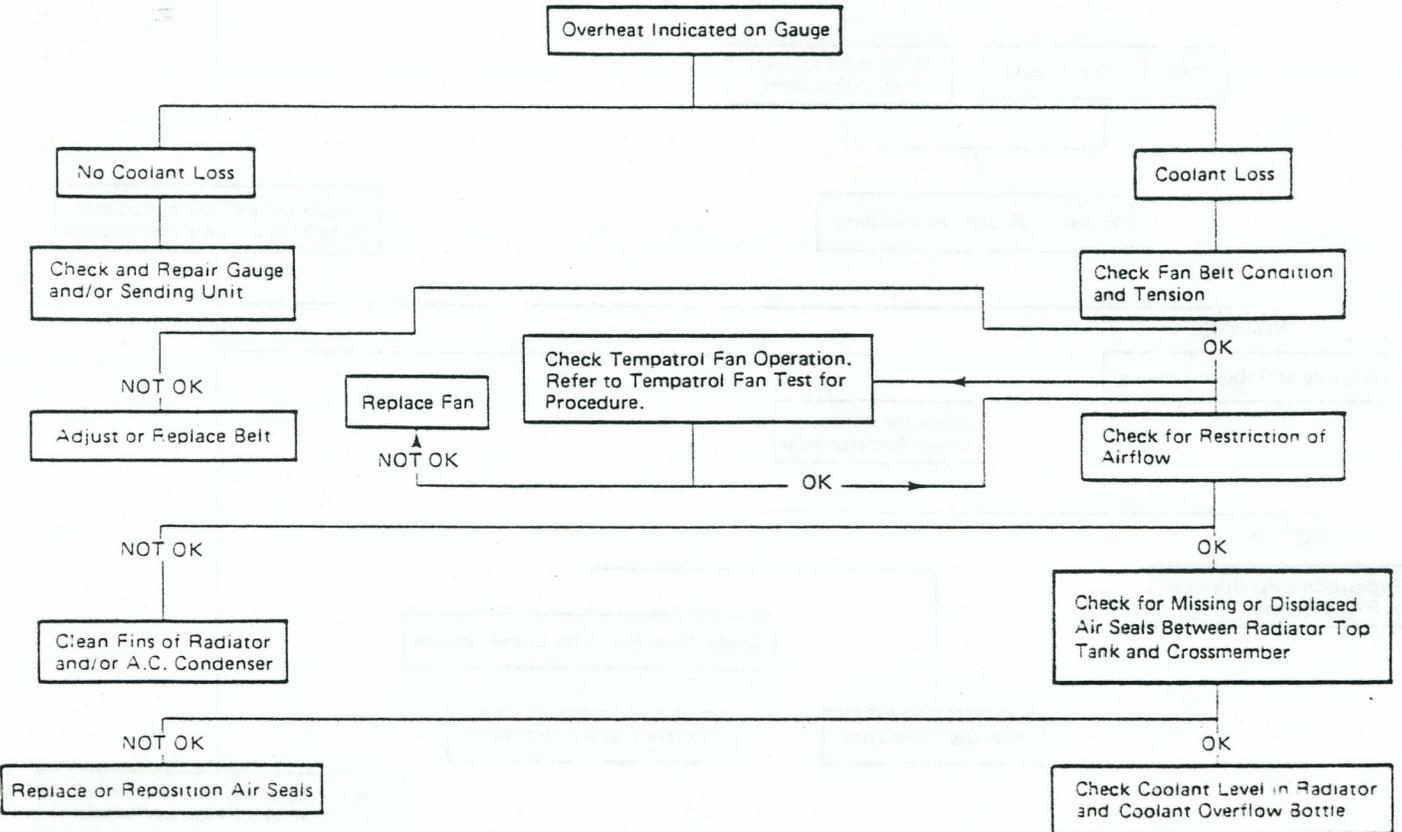 Overheat Indicated on Gauge
No Coolant Loss
Coolant Loss
Check and Repair Gauge
and/or Sending Unit
Check Fan Belt Condition
and Tension
OK
NOT OK
Adjust or Replace Belt
Replace Fan
NOT OK
Check Tempatrol Fan Operation.
Refer to Tempatrol Fan Test for
Procedure.
OK
Check for Restriction of
Airflow
NOT OK
OK
Clean Fins of Radiator
and/or A.C. Condenser
Check for Missing or Displaced
Air Seals Between Radiator Top
Tank and Crossmember
NOT OK
OK
Replace or Reposition Air Seals
Check Coolant Level in Radiator
and Coolant Overflow Bottle